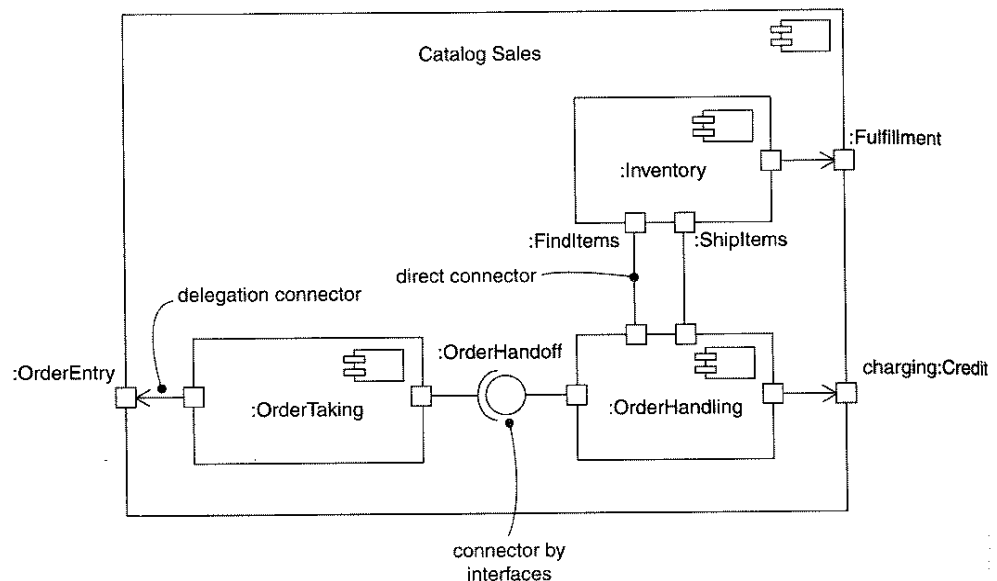 Catalog Sales
:Fulfillment
:Inventory
:FindItems
:ShipItems
direct connector
delegation connector
:OrderHandoff
:OrderEntry
charging:Credit
:OrderTaking
:OrderHandling
connector by
interfaces